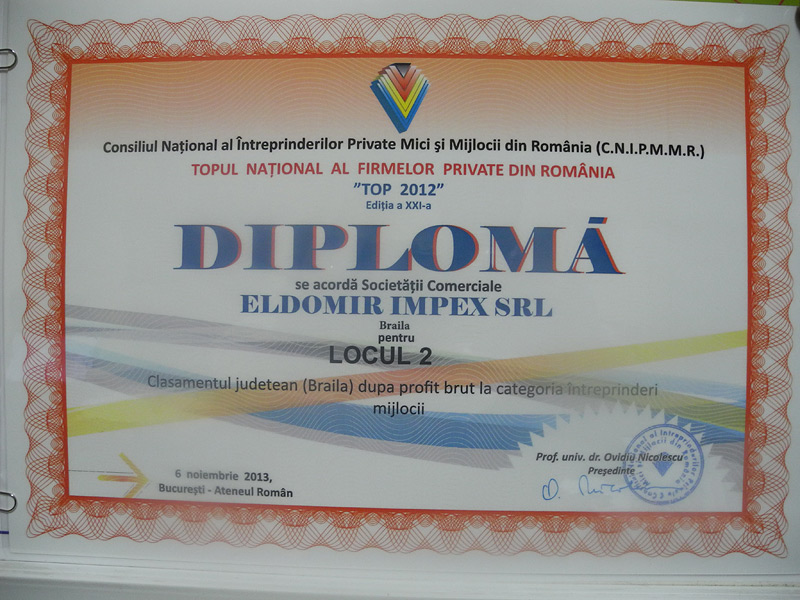 Consiliul Național al Întreprinderilor Private Mici şi Mijlocii din România (C.N.I.P.M.M.R.)
TOPUL NAȚIONAL AL FIRMELOR PRIVATE DIN ROMÂNIA
”TOP 2012”
Ediția a XXI-a
DIPLOMĂ
se acordă Societății Comerciale
ELDOMIR IMPEX SRL
Braila
pentru
LOCUL 2
Clasamentul judetean (Braila) dupa profit brut la categoria întreprinderi
mijlocii
Prof. univ. dr. Ovidiu Nicolescu
Președinte
6 noiembrie 2013,
Bucureşti - Ateneul Român